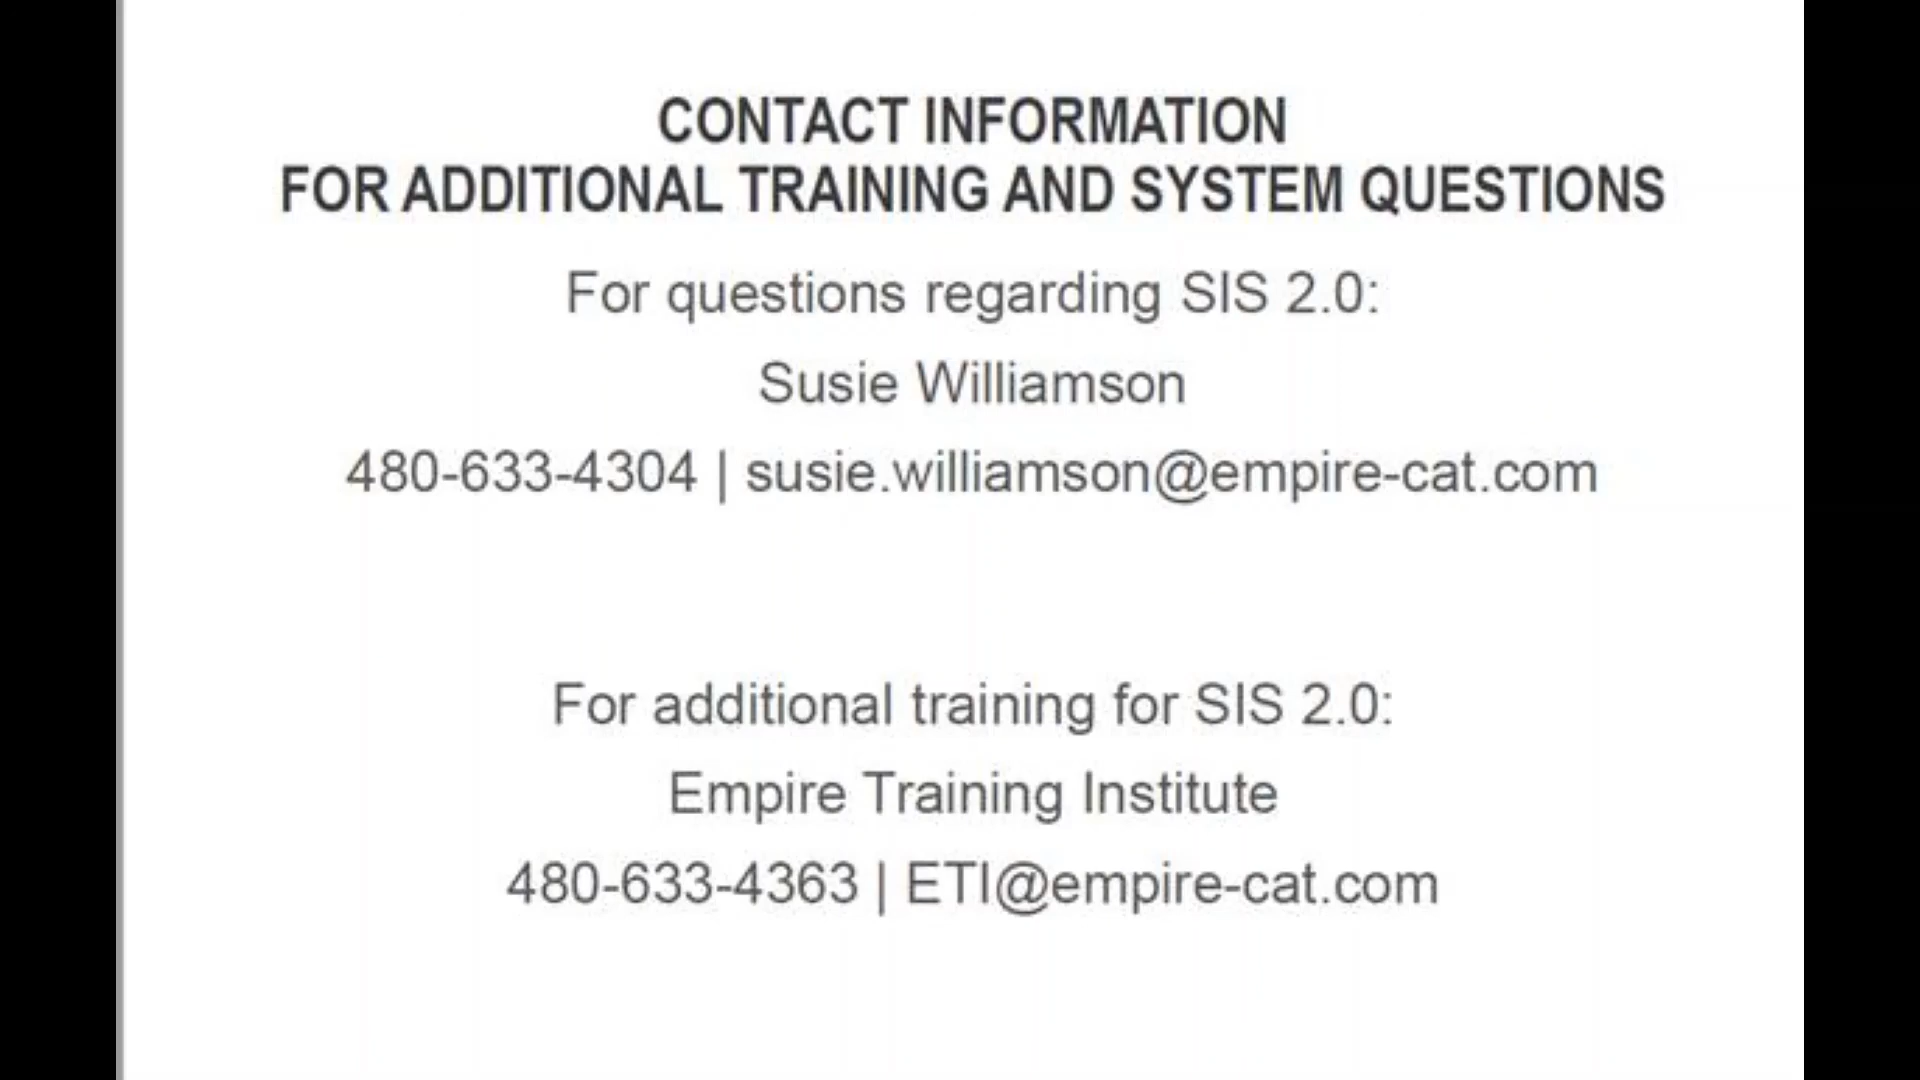 CONTACT INFORMATION
FOR ADDITIONAL TRAINING AND SYSTEM QUESTIONS
For questions regarding SIS 2.0:
Susie Williamson
480-633-4304 | susie.williamson@empire-cat.com
For additional training for SIS 2.0:
Empire Training Institute
480-633-4363 | ETI@empire-cat.com